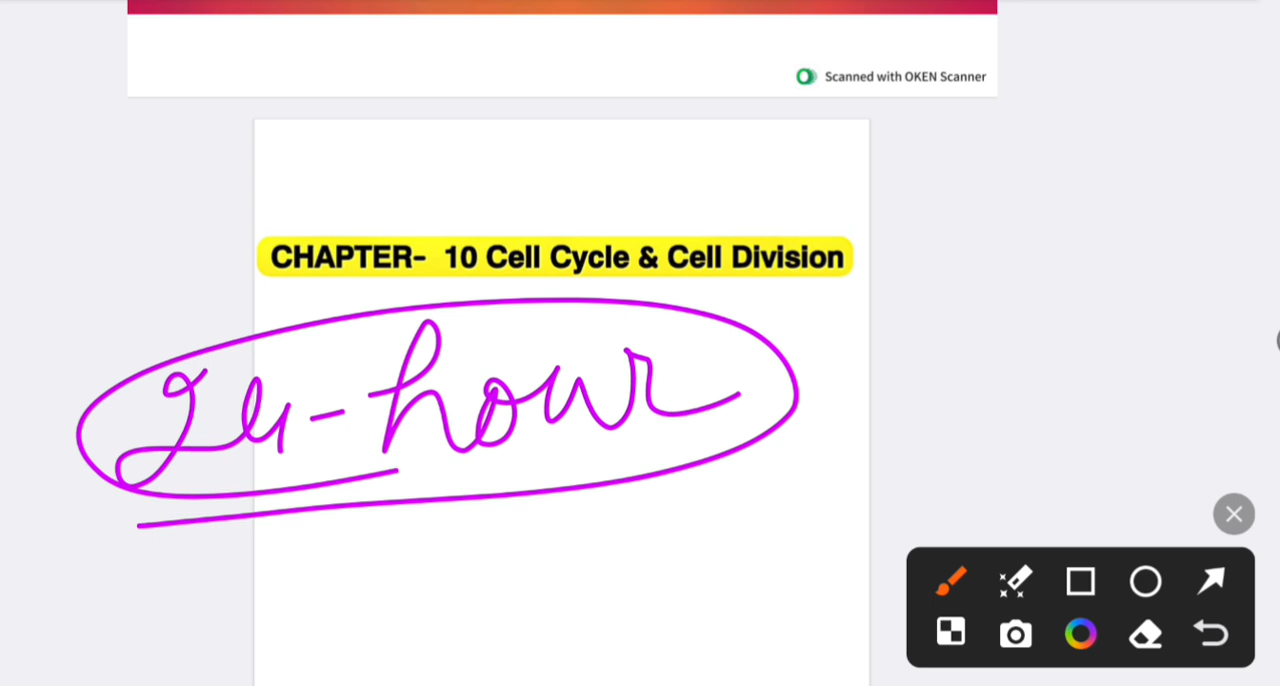 Scanned with OKEN Scanner
CHAPTER- 10 Cell Cycle & Cell Division
24-hour